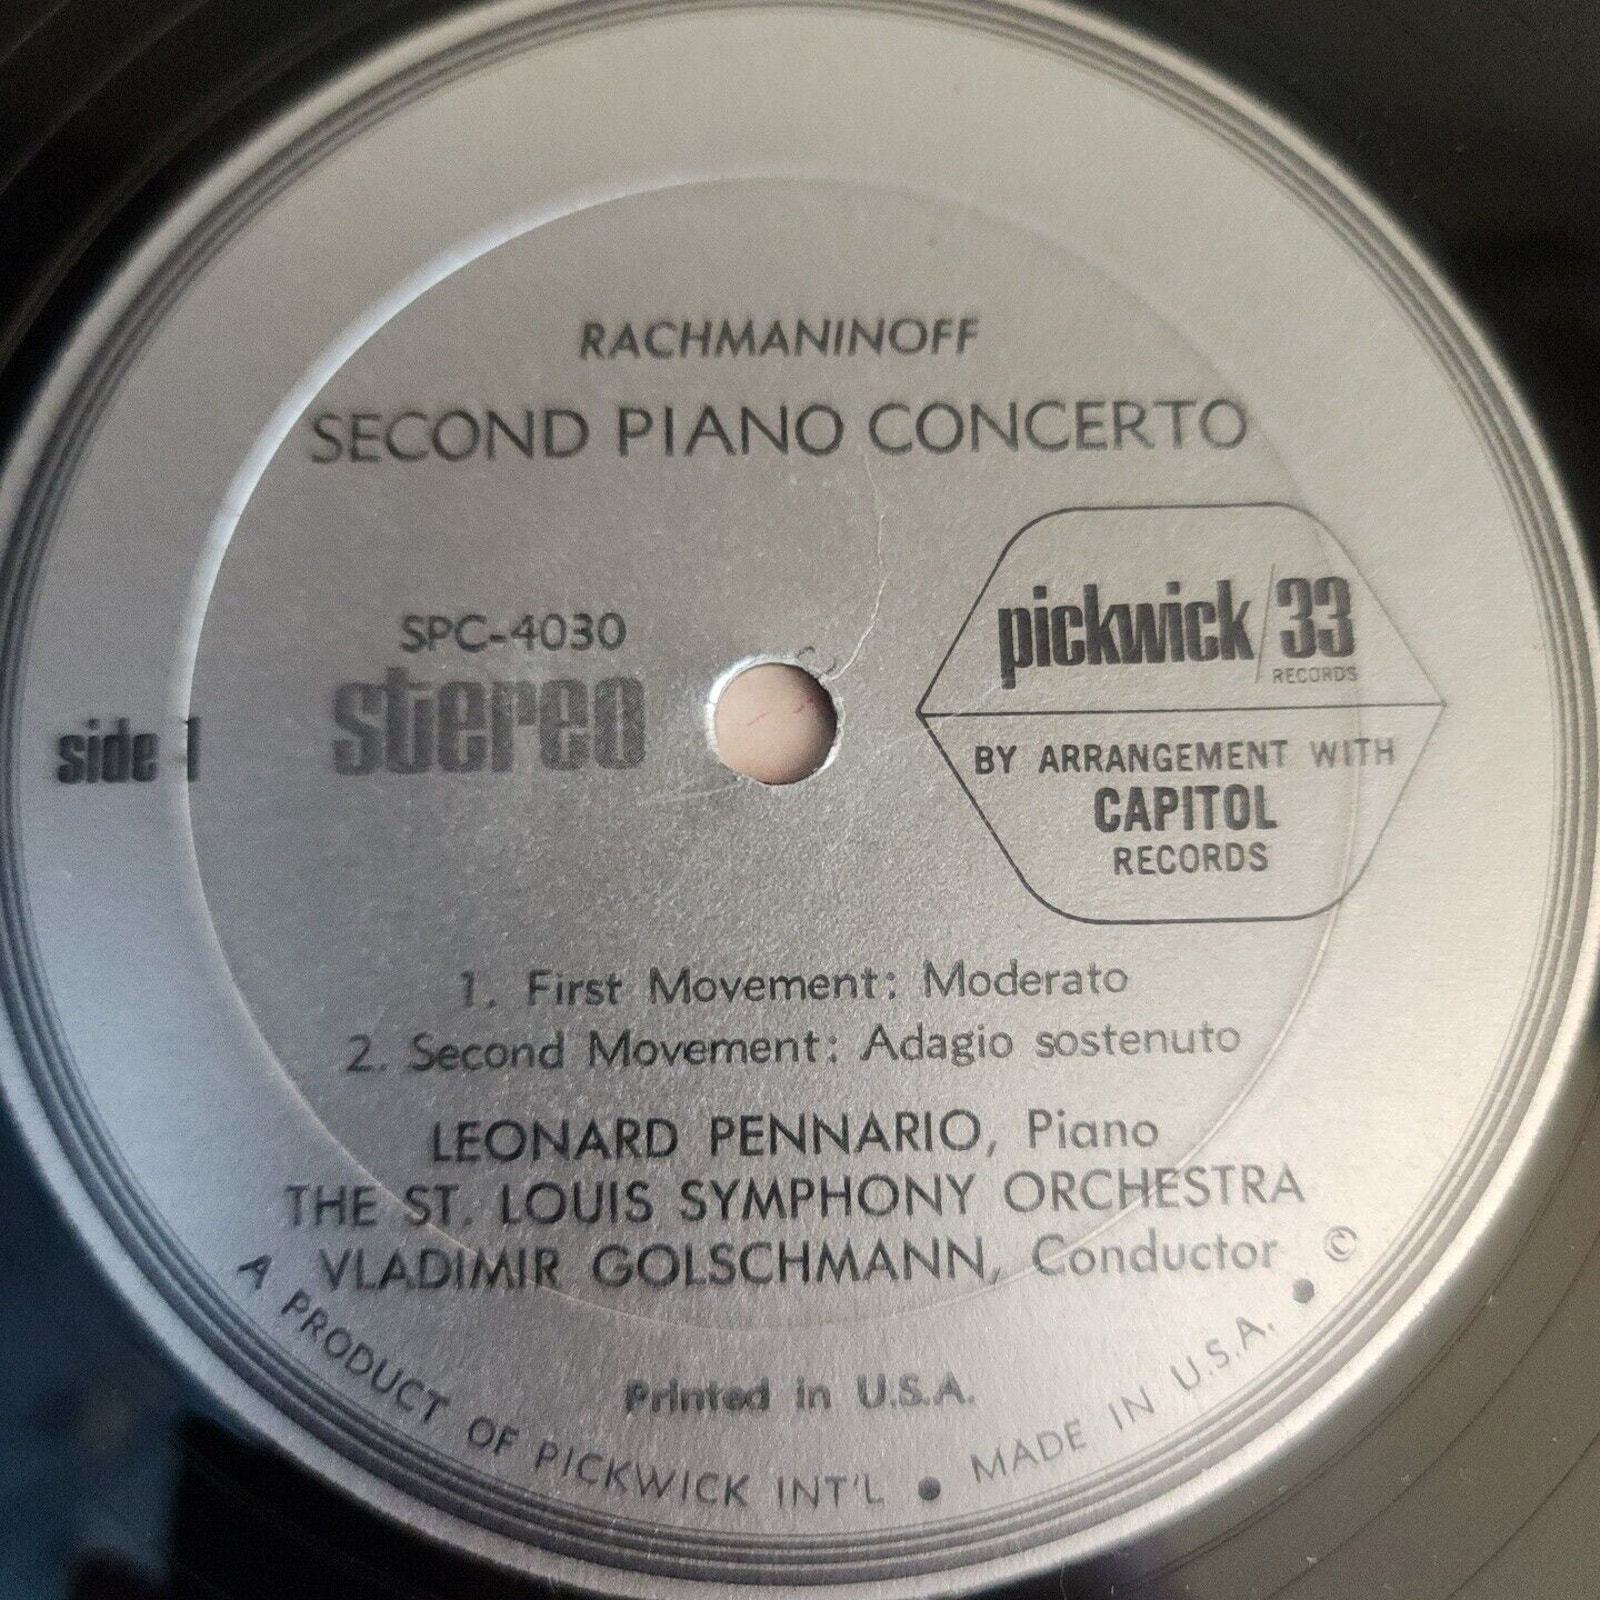 RACHMANINOFF
SECOND PIANO CONCERTO
SPC-4030
stereo
side 1
pickwick/33
RECORDS
BY ARRANGEMENT WITH
CAPITOL
RECORDS
1. First Movement: Moderato
2. Second Movement: Adagio sostenuto
LEONARD PENNARIO, Piano
THE ST. LOUIS SYMPHONY ORCHESTRA
VLADIMIR GOLSCHMANN, Conductor
Printed in U.S.A.
A PRODUCT OF PICKWICK INT'L • MADE IN U.S.A. • ©